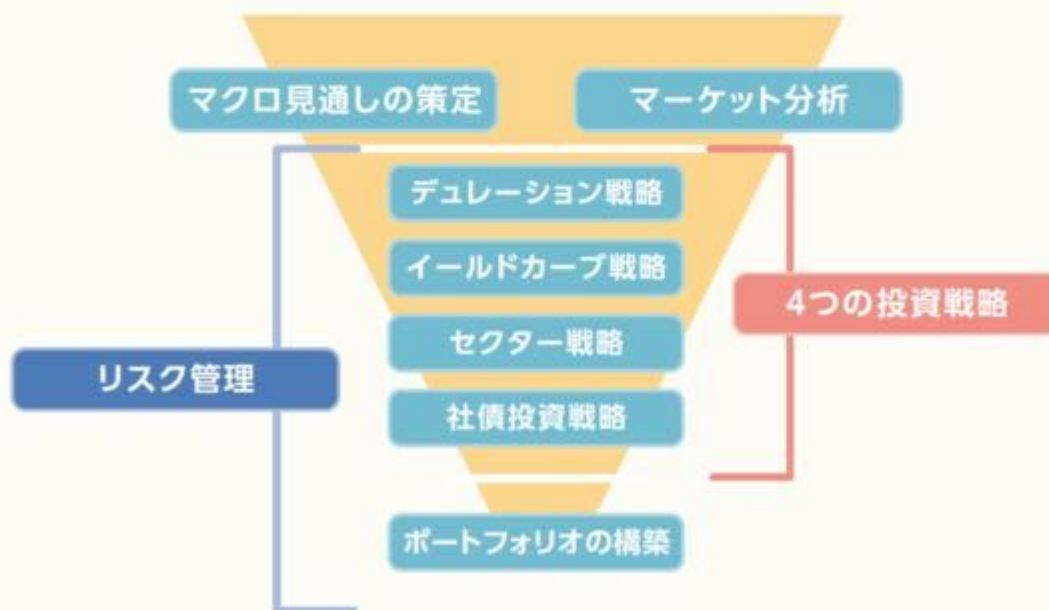 マクロ見通しの策定
マーケット分析
デュレーション戦略
イールドカーブ戦略
4つの投資戦略
セクター戦略
リスク管理
社債投資戦略
ポートフォリオの構築